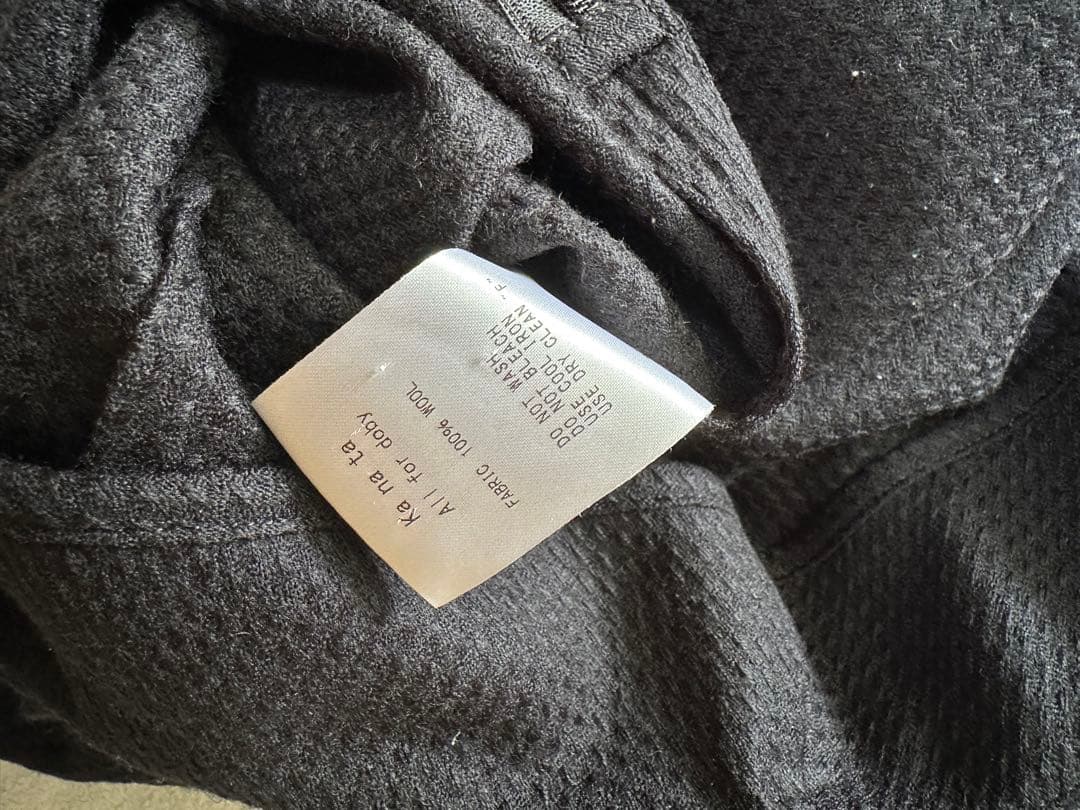 Ka na ta
All for doby
FABRIC 100% WOOL
DO NOT WASH
DO NOT BLEACH
USE COOL IRON
USE DRY CLEAN "F"